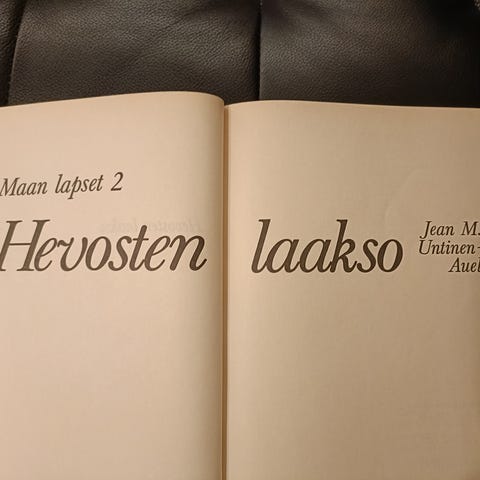 Maan lapset 2
Hevosten laakso
Jean M.
Untinen-
Auel